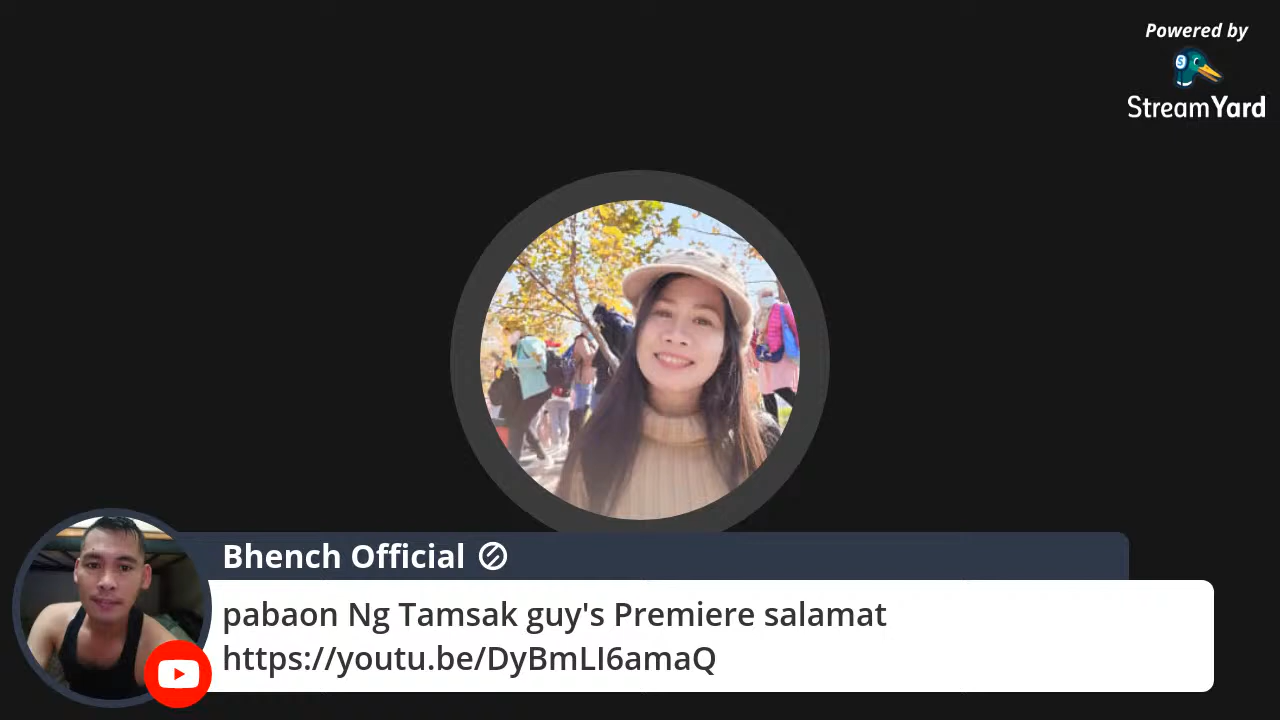 Powered by
StreamYard
Bhench Official
pabaon Ng Tamsak guy's Premiere salamat
https://youtu.be/DyBmLI6amaQ